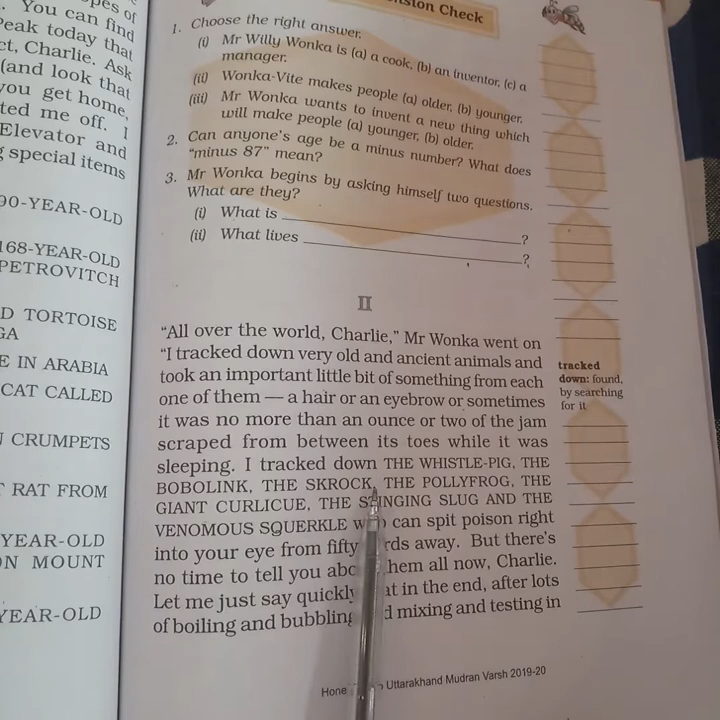 opes of
. You can find
Peak today that
ct, Charlie. Ask
(and look that
you get home,
ted me off. I
Elevator and
g special items
90-YEAR-OLD
168-YEAR-OLD
PETROVITCH
D TORTOISE
GA
E IN ARABIA
CAT CALLED
N CRUMPETS
T RAT FROM
YEAR-OLD
ON MOUNT
YEAR-OLD
nsion Check
1. Choose the right answer.
(i) Mr Willy Wonka is (a) a cook, (b) an inventor, (c) a
manager.
(ii) Wonka-Vite makes people (a) older, (b) younger.
(iii) Mr Wonka wants to invent a new thing which
will make people (a) younger, (b) older.
2. Can anyone's age be a minus number? What does
“minus 87” mean?
3. Mr Wonka begins by asking himself two questions.
What are they?
(i) What is ?
(ii) What lives ?
II
“All over the world, Charlie,” Mr Wonka went on
“I tracked down very old and ancient animals and
took an important little bit of something from each
one of them — a hair or an eyebrow or sometimes
it was no more than an ounce or two of the jam
scraped from between its toes while it was
sleeping. I tracked down THE WHISTLE-PIG, THE
BOBOLINK, THE SKROCK, THE POLLYFROG, THE
GIANT CURLICUE, THE STINGING SLUG AND THE
VENOMOUS SQUERKLE who can spit poison right
into your eye from fifty rds away. But there's
no time to tell you abo them all now, Charlie.
Let me just say quickly at in the end, after lots
of boiling and bubbling d mixing and testing in
tracked
down: found,
by searching
for it
Hone Uttarakhand Mudran Varsh 2019-20